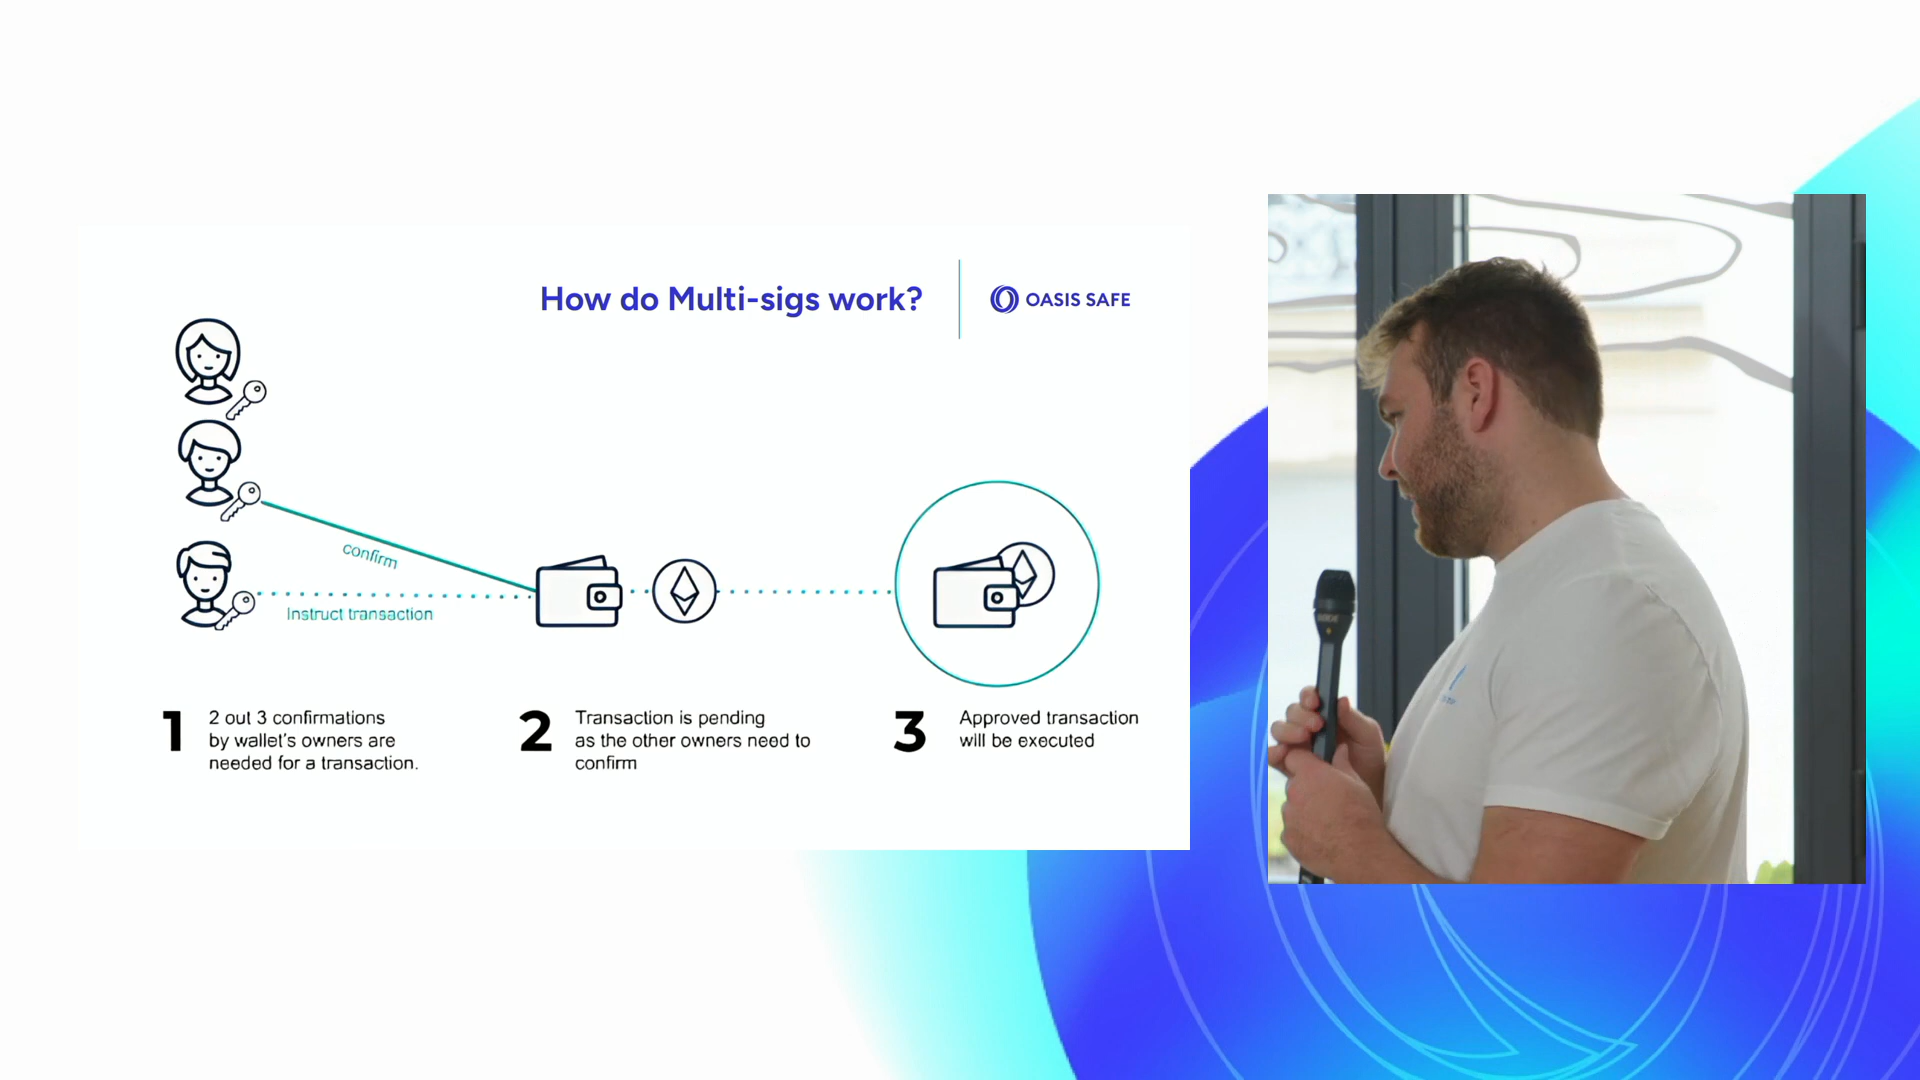 How do Multi-sigs work?
OASIS SAFE
confirm
Instruct transaction
1
2 out 3 confirmations
by wallet's owners are
needed for a transaction.
2
Transaction is pending
as the other owners need to
confirm
3
Approved transaction
will be executed